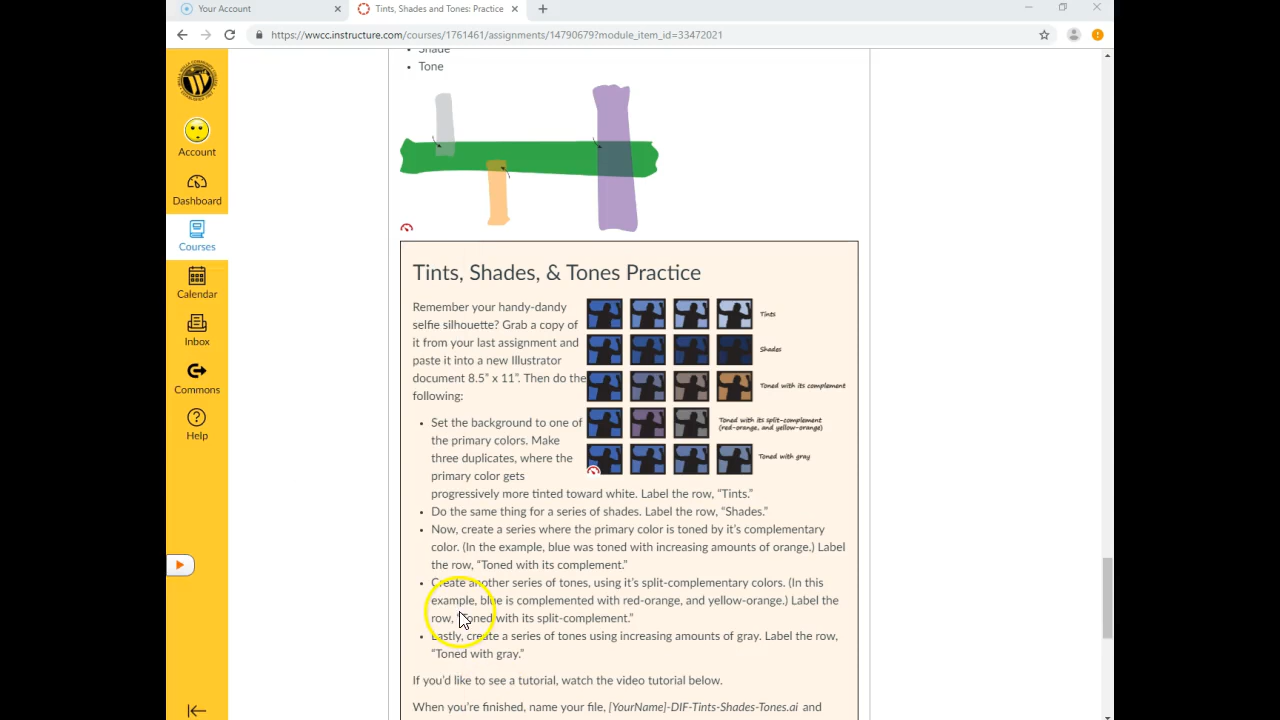 Your Account
Tints, Shades and Tones: Practice
https://wwcc.instructure.com/courses/1761461/assignments/14790679?module_item_id=33472021
Shade
Tone
Account
Dashboard
Courses
Calendar
Inbox
Commons
Help
Tints, Shades, & Tones Practice
Remember your handy-dandy
selfie silhouette? Grab a copy of
it from your last assignment and
paste it into a new Illustrator
document 8.5” x 11”. Then do the
following:
Tints
Shades
Toned with its complement
Toned with its split-complement
(red-orange, and yellow-orange)
Toned with gray
Set the background to one of
the primary colors. Make
three duplicates, where the
primary color gets
progressively more tinted toward white. Label the row, “Tints.”
Do the same thing for a series of shades. Label the row, “Shades.”
Now, create a series where the primary color is toned by it’s complementary
color. (In the example, blue was toned with increasing amounts of orange.) Label
the row, “Toned with its complement.”
Create another series of tones, using it’s split-complementary colors. (In this
example, blue is complemented with red-orange, and yellow-orange.) Label the
row, “Toned with its split-complement.”
Lastly, create a series of tones using increasing amounts of gray. Label the row,
“Toned with gray.”
If you’d like to see a tutorial, watch the video tutorial below.
When you’re finished, name your file, [YourName]-DIF-Tints-Shades-Tones.ai and